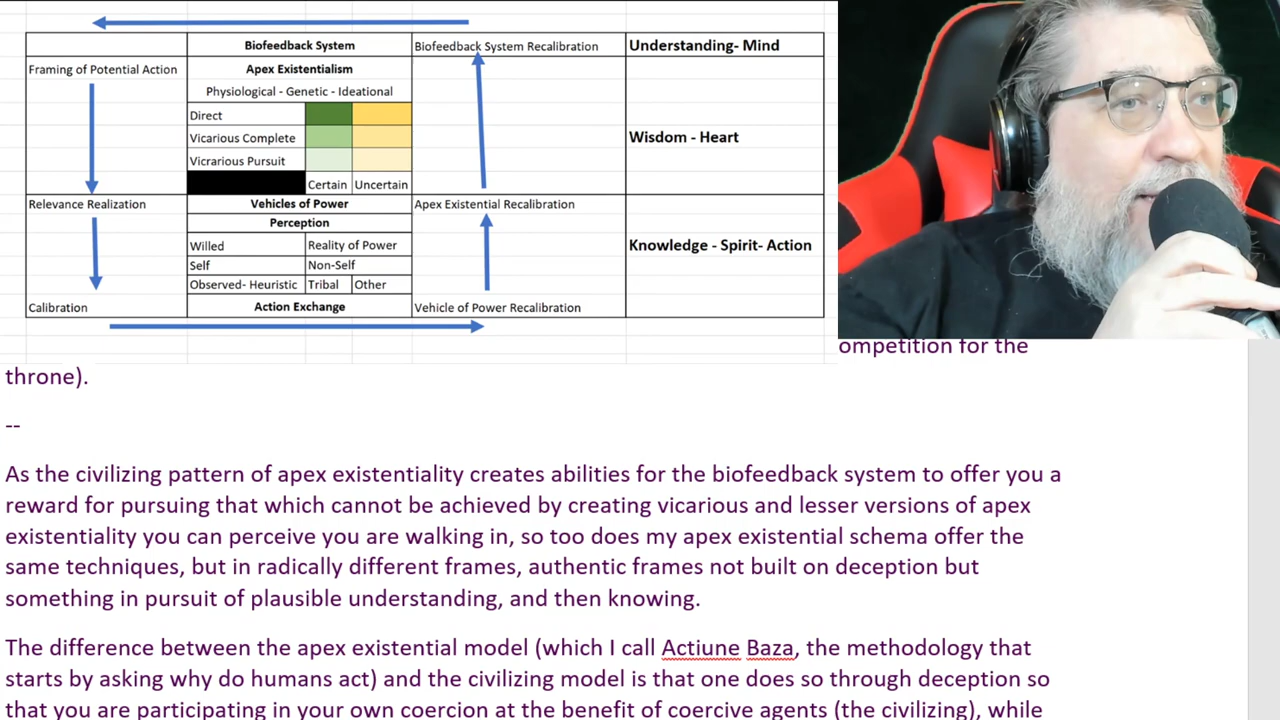 Biofeedback System Biofeedback System Recalibration Understanding- Mind
Framing of Potential Action Apex Existentialism
Physiological - Genetic - Ideational
Direct
Vicarious Complete Wisdom - Heart
Vicrarious Pursuit
Certain Uncertain
Relevance Realization Vehicles of Power Apex Existential Recalibration
Perception
Willed Reality of Power Knowledge - Spirit- Action
Self Non-Self
Observed- Heuristic Tribal Other
Calibration Action Exchange Vehicle of Power Recalibration
ompetition for the
throne).
--
As the civilizing pattern of apex existentiality creates abilities for the biofeedback system to offer you a
reward for pursuing that which cannot be achieved by creating vicarious and lesser versions of apex
existentiality you can perceive you are walking in, so too does my apex existential schema offer the
same techniques, but in radically different frames, authentic frames not built on deception but
something in pursuit of plausible understanding, and then knowing.
The difference between the apex existential model (which I call Actiune Baza, the methodology that
starts by asking why do humans act) and the civilizing model is that one does so through deception so
that you are participating in your own coercion at the benefit of coercive agents (the civilizing), while